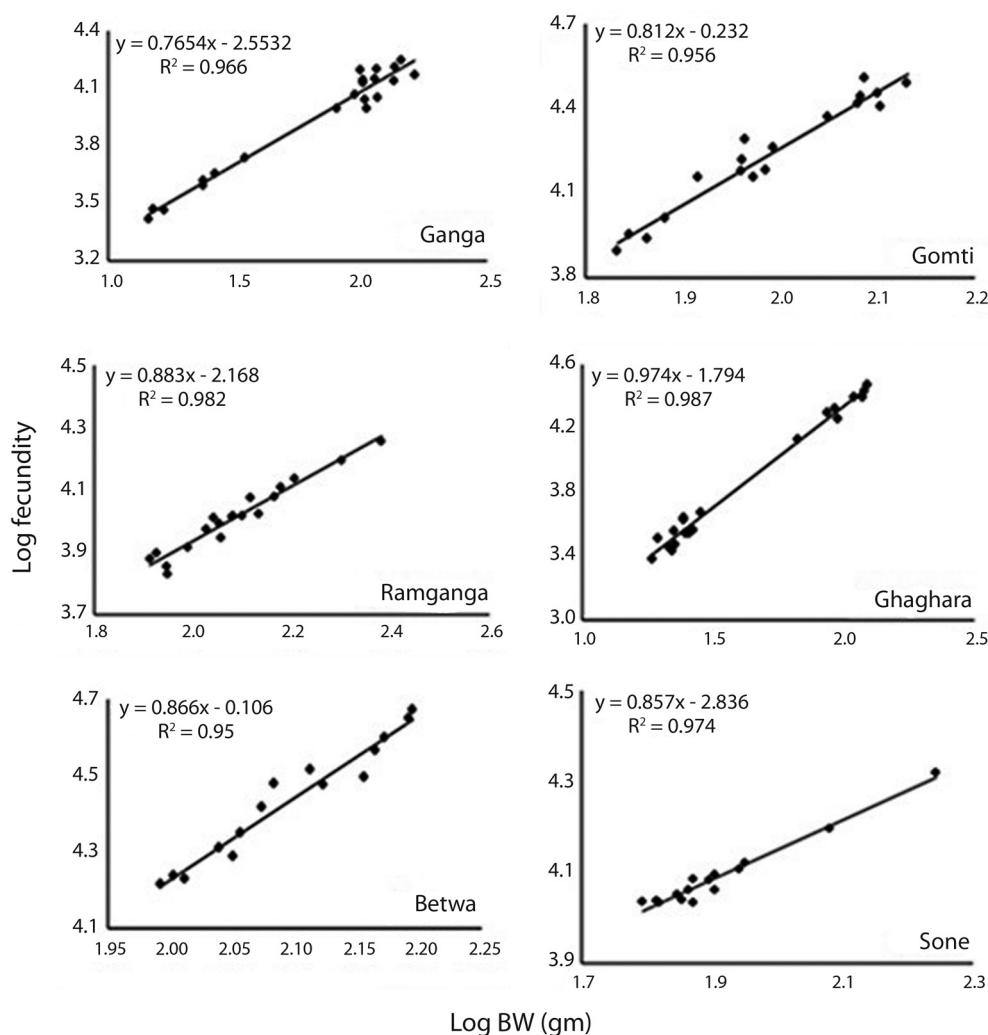 y = 0.7654x - 2.5532
R² = 0.966
4.4
4.1
3.8
3.5
3.2
Ganga
1.0 1.5 2.0 2.5
y = 0.812x - 0.232
R² = 0.956
4.7
4.4
4.1
3.8
Gomti
1.8 1.9 2.0 2.1 2.2
Log fecundity
y = 0.883x - 2.168
R² = 0.982
4.5
4.3
4.1
3.9
3.7
Ramganga
1.8 2.0 2.2 2.4 2.6
y = 0.974x - 1.794
R² = 0.987
4.6
4.2
3.8
3.4
3.0
Ghaghara
1.0 1.5 2.0 2.5
y = 0.866x - 0.106
R² = 0.95
4.7
4.5
4.3
4.1
Betwa
1.95 2.00 2.05 2.10 2.15 2.20 2.25
y = 0.857x - 2.836
R² = 0.974
4.5
4.3
4.1
3.9
Sone
1.7 1.9 2.1 2.3
Log BW (gm)